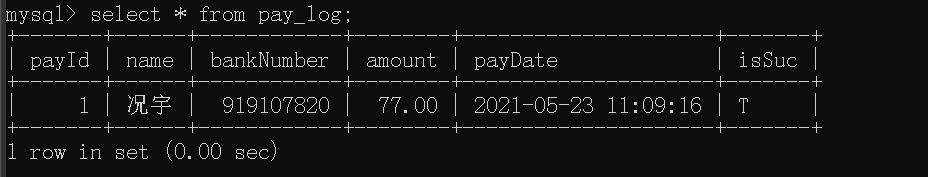 mysql> select * from pay_log;
+-------+------+------------+--------+---------------------+-------+
| payId | name | bankNumber | amount | payDate             | isSuc |
+-------+------+------------+--------+---------------------+-------+
|     1 | 况宇 |  919107820 |  77.00 | 2021-05-23 11:09:16 | T     |
+-------+------+------------+--------+---------------------+-------+
1 row in set (0.00 sec)